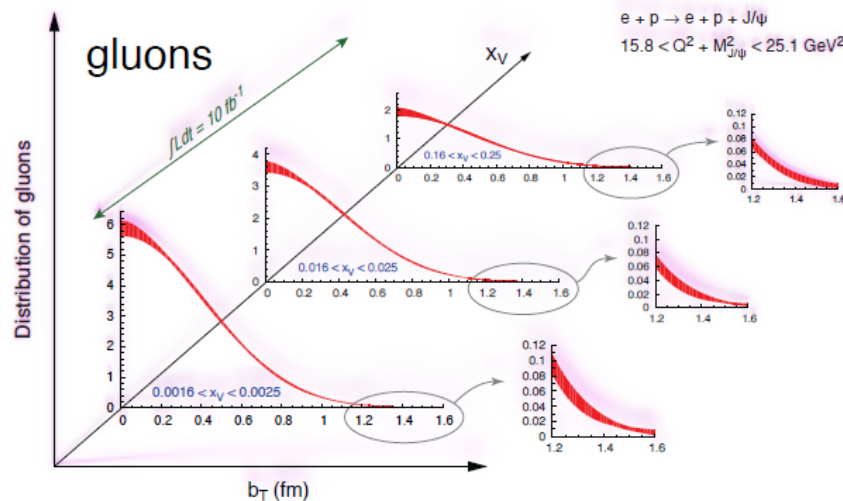 e + p → e + p + J/ψ
15.8 < Q² + M²_J/ψ < 25.1 GeV²
gluons
x_V
∫Ldt = 10 fb⁻¹
Distribution of gluons
2
1
0
0.16 < x_V < 0.25
0 0.2 0.4 0.6 0.8 1 1.2 1.4 1.6
0.12
0.1
0.08
0.06
0.04
0.02
0
1.2 1.4 1.6
4
3
2
1
0
0.016 < x_V < 0.025
0 0.2 0.4 0.6 0.8 1 1.2 1.4 1.6
0.12
0.1
0.08
0.06
0.04
0.02
0
1.2 1.4 1.6
6
5
4
3
2
1
0
0.0016 < x_V < 0.0025
0 0.2 0.4 0.6 0.8 1 1.2 1.4 1.6
0.12
0.1
0.08
0.06
0.04
0.02
0
1.2 1.4 1.6
b_T (fm)